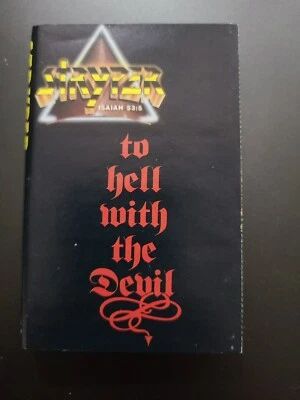 Stryper
ISAIAH 53:5
to
hell
with
the
Devil